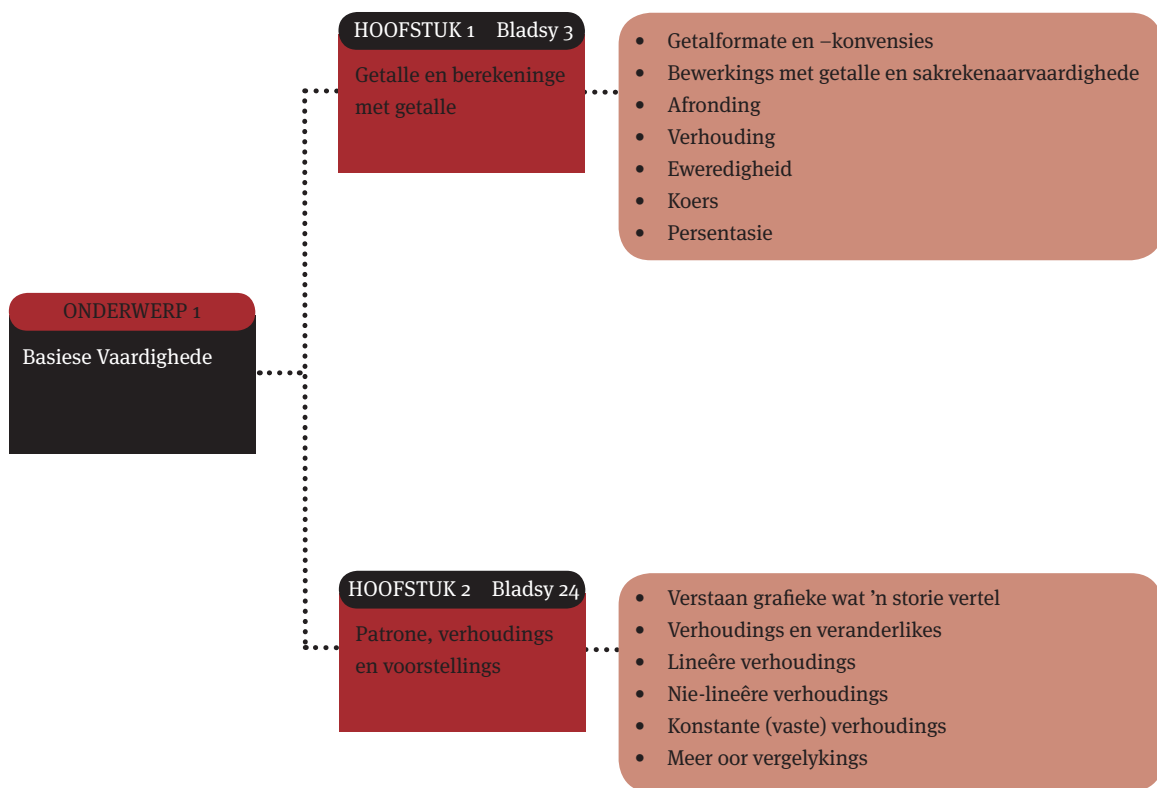 ONDERWERP 1
Basiese Vaardighede
HOOFSTUK 1 Bladsy 3
Getalle en berekeninge
met getalle
• Getalformate en –konvensies
• Bewerkings met getalle en sakrekenaarvaardighede
• Afronding
• Verhouding
• Eweredigheid
• Koers
• Persentasie
HOOFSTUK 2 Bladsy 24
Patrone, verhoudings
en voorstellings
• Verstaan grafieke wat ’n storie vertel
• Verhoudings en veranderlikes
• Lineêre verhoudings
• Nie-lineêre verhoudings
• Konstante (vaste) verhoudings
• Meer oor vergelykings